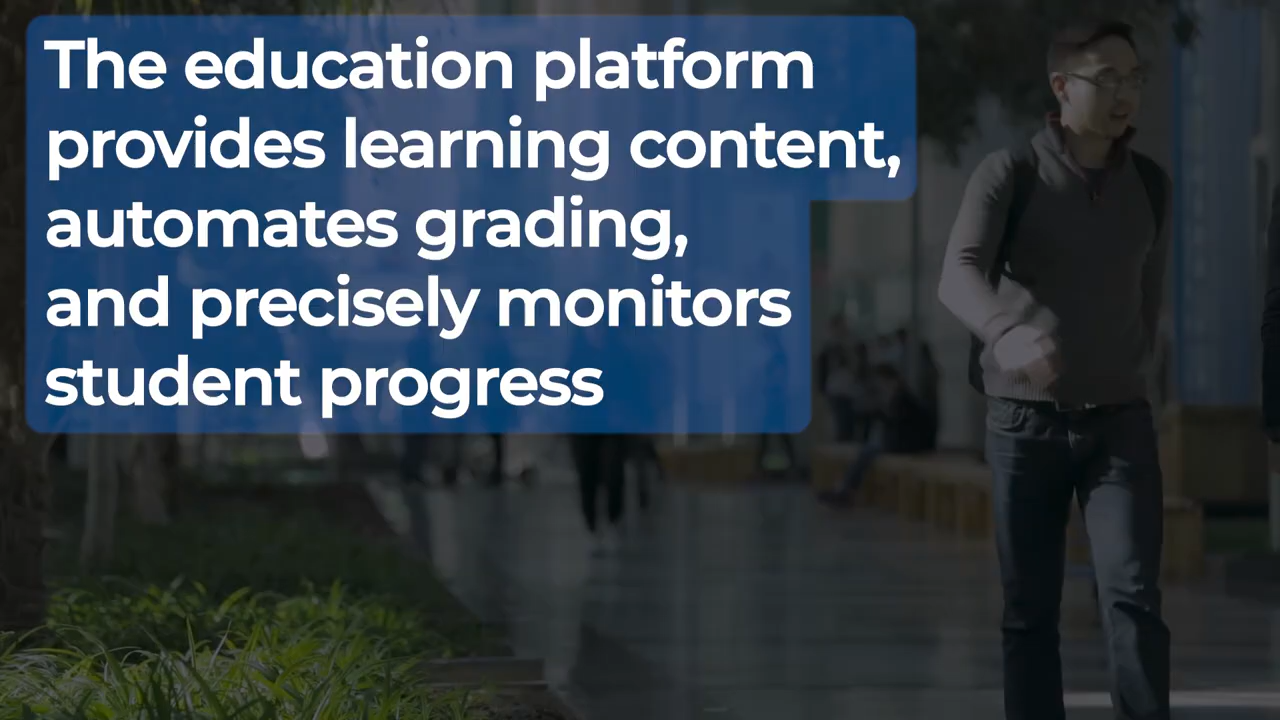 The education platform
provides learning content,
automates grading,
and precisely monitors
student progress